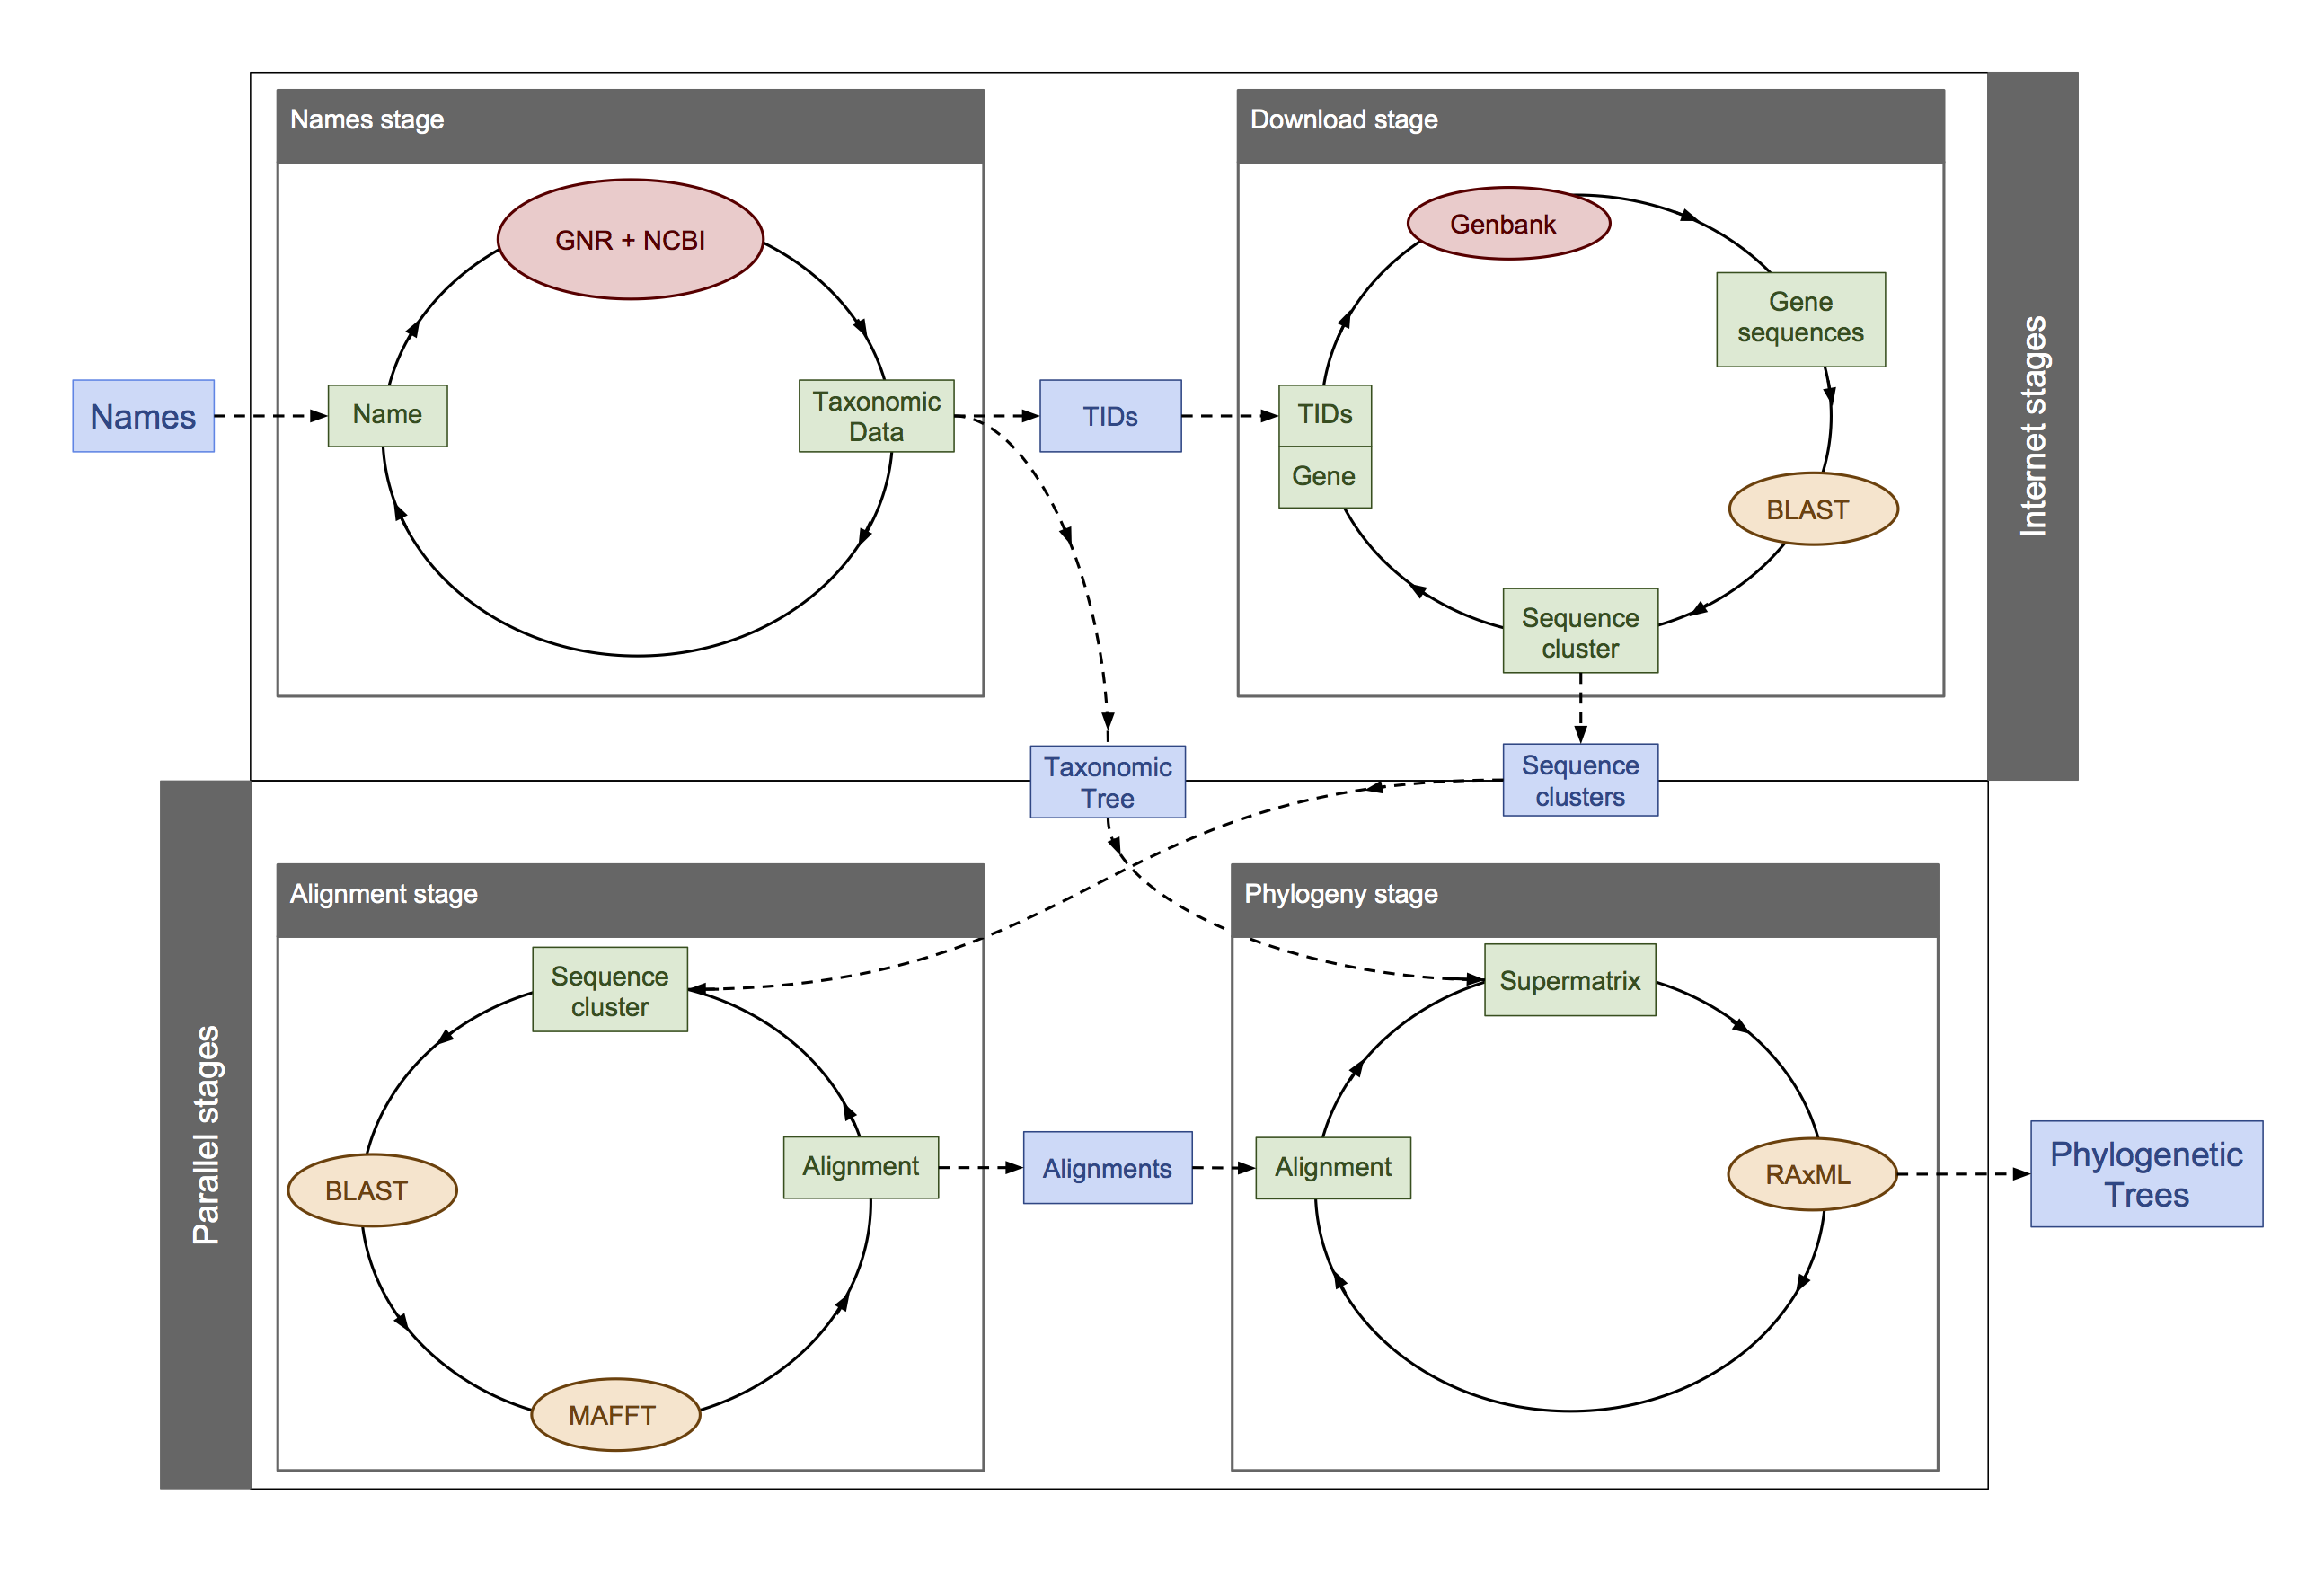 Names stage
Download stage
GNR + NCBI
Genbank
Gene
sequences
Internet stages
Names
Name
Taxonomic
Data
TIDs
TIDs
Gene
BLAST
Sequence
cluster
Taxonomic
Tree
Sequence
clusters
Parallel stages
Alignment stage
Phylogeny stage
Sequence
cluster
Supermatrix
BLAST
Alignment
Alignments
Alignment
RAxML
Phylogenetic
Trees
MAFFT